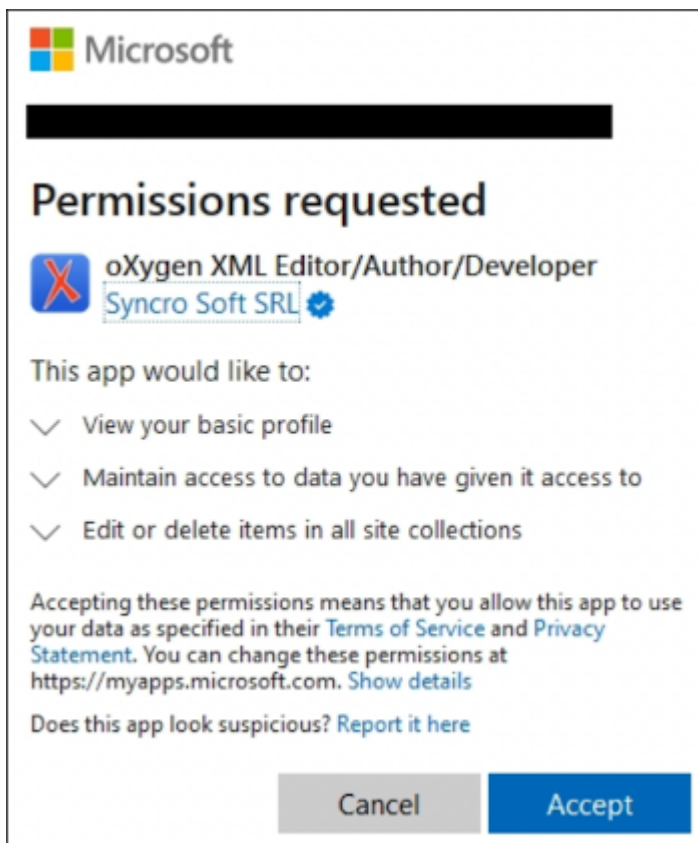 Microsoft
Permissions requested
oXygen XML Editor/Author/Developer
Syncro Soft SRL
This app would like to:
View your basic profile
Maintain access to data you have given it access to
Edit or delete items in all site collections
Accepting these permissions means that you allow this app to use
your data as specified in their Terms of Service and Privacy
Statement. You can change these permissions at
https://myapps.microsoft.com. Show details
Does this app look suspicious? Report it here
Cancel
Accept